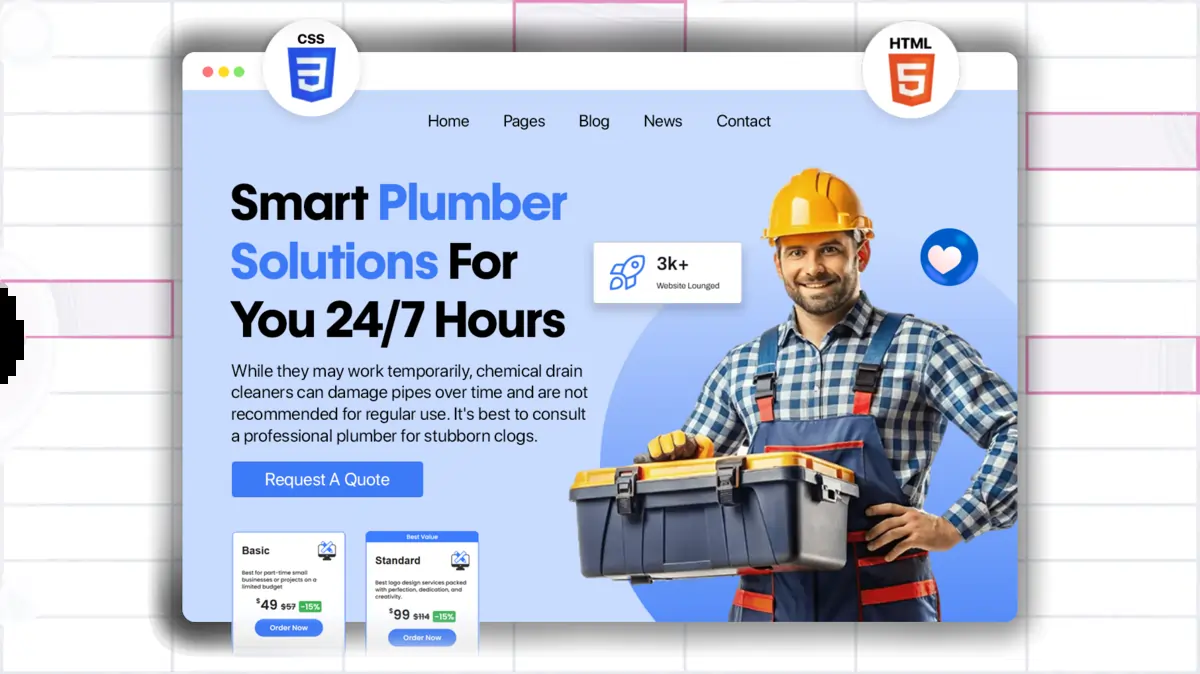 CSS
3
HTML
5
Home Pages Blog News Contact
Smart Plumber
Solutions For
You 24/7 Hours
3k+
Website Lounged
While they may work temporarily, chemical drain
cleaners can damage pipes over time and are not
recommended for regular use. It's best to consult
a professional plumber for stubborn clogs.
Request A Quote
Basic
Best for part-time small
businesses or projects on a
limited budget
$49 $57 -15%
Order Now
Best Value
Standard
Best logo design services packed
with perfection, dedication, and
creativity.
$99 $114 -15%
Order Now